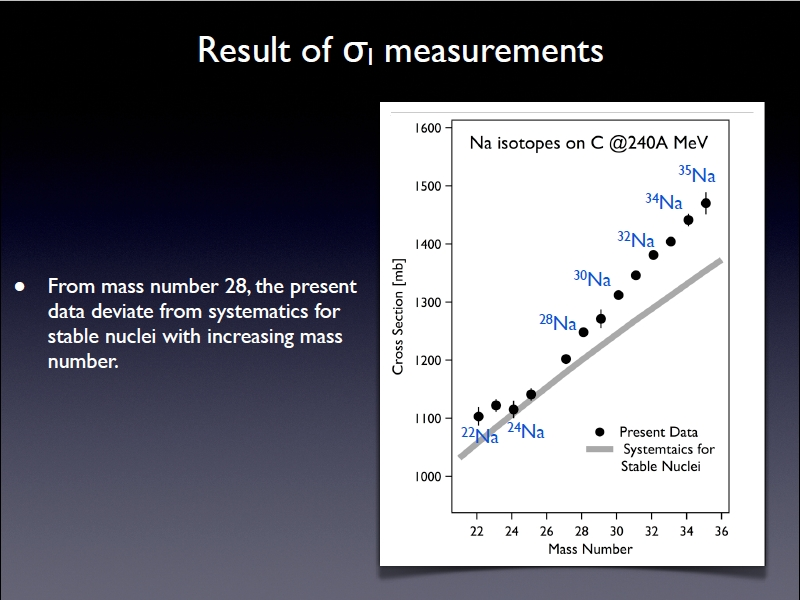 Result of σI measurements
• From mass number 28, the present
data deviate from systematics for
stable nuclei with increasing mass
number.
Na isotopes on C @240A MeV
1600
1500
1400
1300
1200
1100
1000
Cross Section [mb]
35Na
34Na
32Na
30Na
28Na
22Na
24Na
Present Data
Systemtaics for
Stable Nuclei
22 24 26 28 30 32 34 36
Mass Number